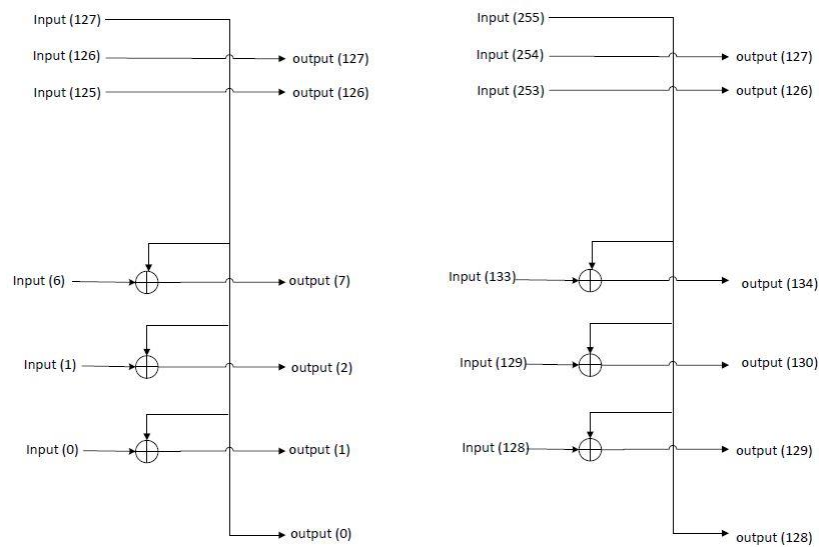 Input (127)
Input (126)
output (127)
Input (125)
output (126)
Input (6)
output (7)
Input (1)
output (2)
Input (0)
output (1)
output (0)
Input (255)
Input (254)
output (127)
Input (253)
output (126)
Input (133)
output (134)
Input (129)
output (130)
Input (128)
output (129)
output (128)